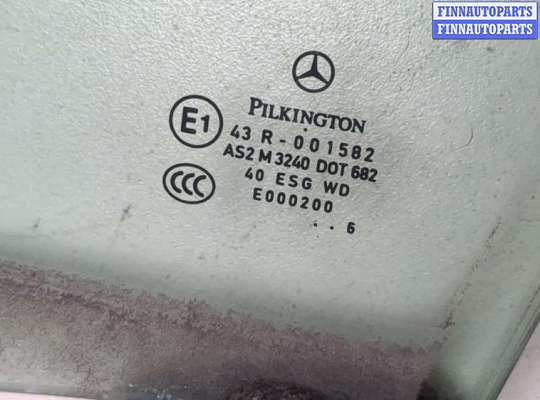 FINNAUTOPARTS
FINNAUTOPARTS
PILKINGTON
E1
43 R-001582
AS2 M3240 DOT 682
CCC
40 ESG WD
E000200
. . 6